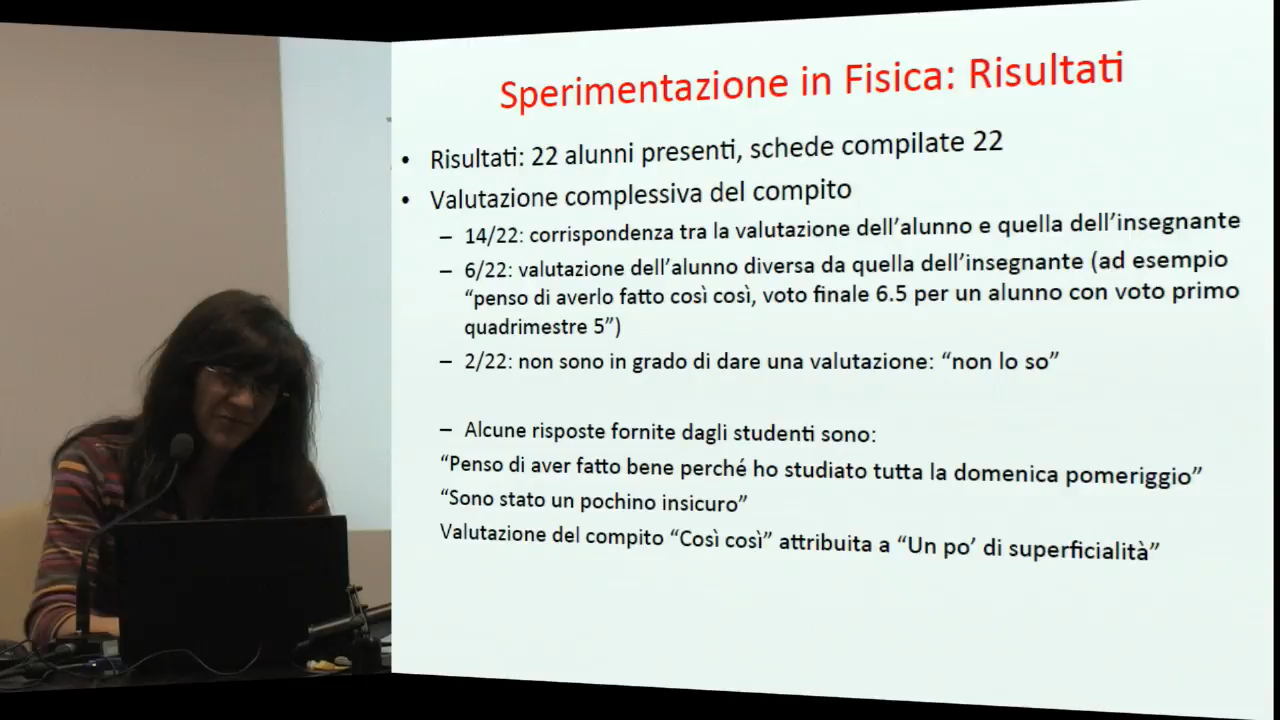 Sperimentazione in Fisica: Risultati
• Risultati: 22 alunni presenti, schede compilate 22
• Valutazione complessiva del compito
– 14/22: corrispondenza tra la valutazione dell’alunno e quella dell’insegnante
– 6/22: valutazione dell’alunno diversa da quella dell’insegnante (ad esempio
“penso di averlo fatto così così, voto finale 6.5 per un alunno con voto primo
quadrimestre 5”)
– 2/22: non sono in grado di dare una valutazione: “non lo so”
– Alcune risposte fornite dagli studenti sono:
“Penso di aver fatto bene perché ho studiato tutta la domenica pomeriggio”
“Sono stato un pochino insicuro”
Valutazione del compito “Così così” attribuita a “Un po’ di superficialità”